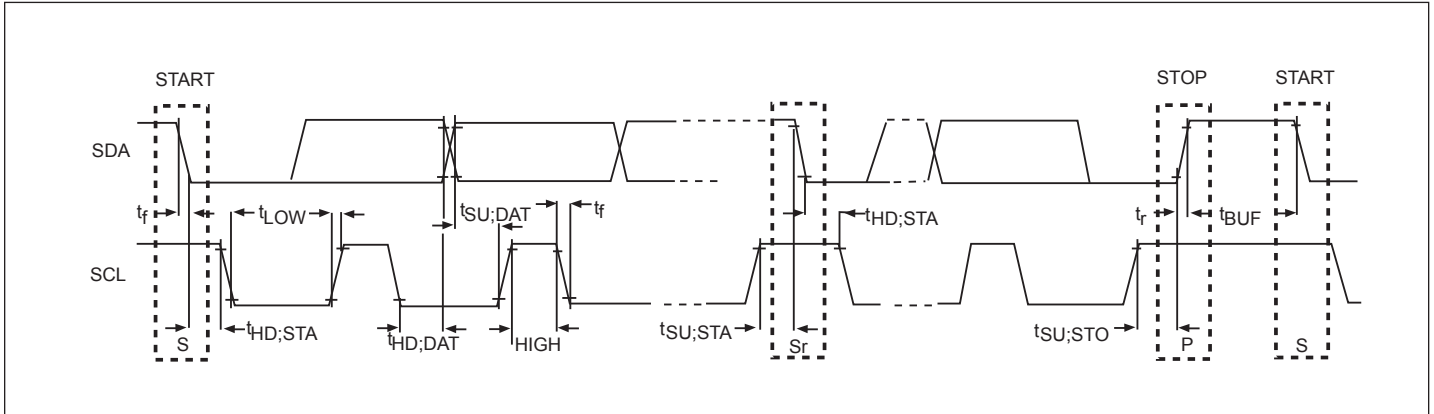 START STOP START
SDA
tf tLOW tSU;DAT tf tHD;STA tr tBUF
SCL
tHD;STA tHD;DAT HIGH tSU;STA tSU;STO
S Sr P S